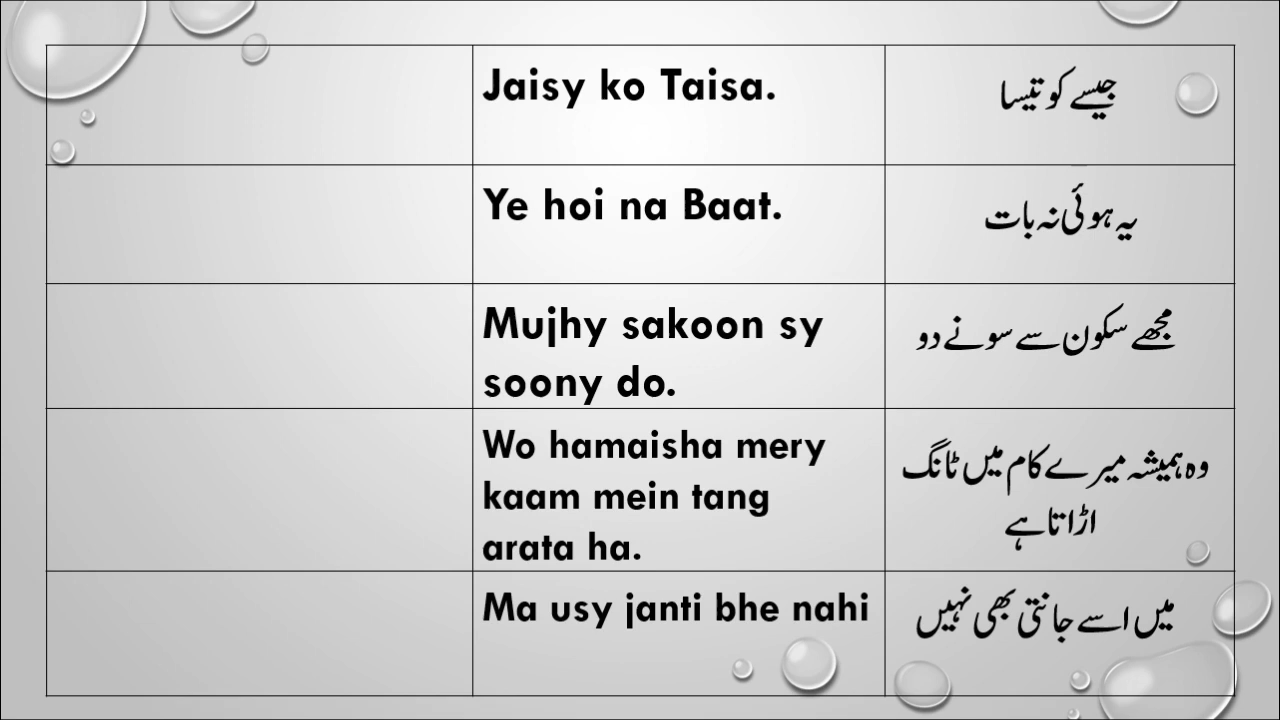 Jaisy ko Taisa.
جیسے کو تیسا
Ye hoi na Baat.
یہ ہوئی نہ بات
Mujhy sakoon sy
soony do.
مجھے سکون سے سونے دو
Wo hamaisha mery
kaam mein tang
arata ha.
وہ ہمیشہ میرے کام میں ٹانگ
اڑاتا ہے
Ma usy janti bhe nahi
میں اسے جانتی بھی نہیں